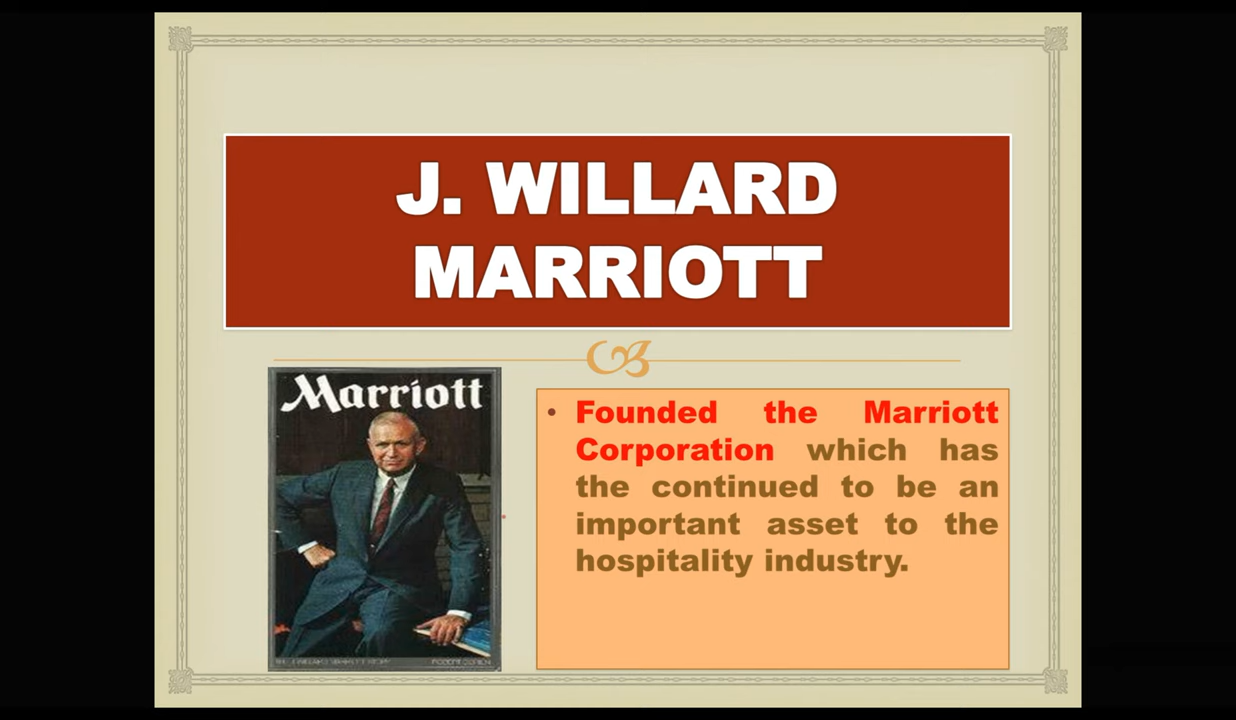 J. WILLARD
MARRIOTT
Marriott
• Founded the Marriott
Corporation which has
the continued to be an
important asset to the
hospitality industry.